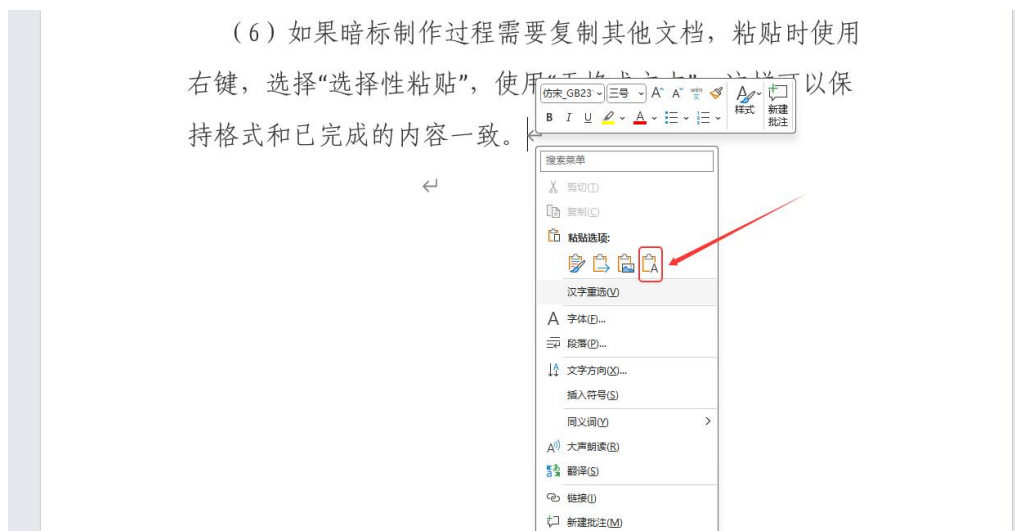 （6）如果暗标制作过程需要复制其他文档，粘贴时使用
右键，选择“选择性粘贴”，使用
可以保
持格式和已完成的内容一致。
仿宋_GB23 三号 A A wén 文
B I U A
样式
新建
批注
搜索菜单
剪切(T)
复制(C)
粘贴选项:
A
汉字重选(V)
A 字体(F)...
段落(P)...
文字方向(X)...
插入符号(S)
同义词(Y)
大声朗读(R)
翻译(S)
链接(I)
新建批注(M)